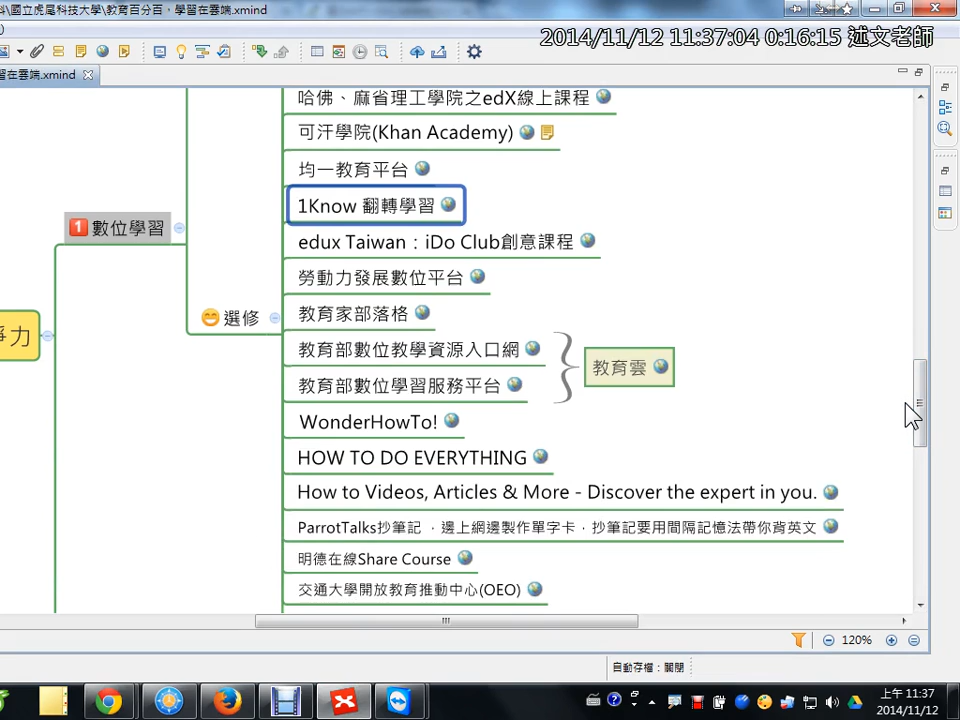 科\國立虎尾科技大學\教育百分百，學習在雲端.xmind
2014/11/12 11:37:04 0:16:15 述文老師
習在雲端.xmind
哈佛、麻省理工學院之edX線上課程
可汗學院(Khan Academy)
均一教育平台
1Know 翻轉學習
1 數位學習
edux Taiwan：iDo Club創意課程
勞動力發展數位平台
教育家部落格
選修
爭力
教育部數位教學資源入口網
教育雲
教育部數位學習服務平台
WonderHowTo!
HOW TO DO EVERYTHING
How to Videos, Articles & More - Discover the expert in you.
ParrotTalks抄筆記 ，邊上網邊製作單字卡，抄筆記要用間隔記憶法帶你背英文
明德在線Share Course
交通大學開放教育推動中心(OEO)
120%
自動存檔：關閉
上午 11:37
2014/11/12